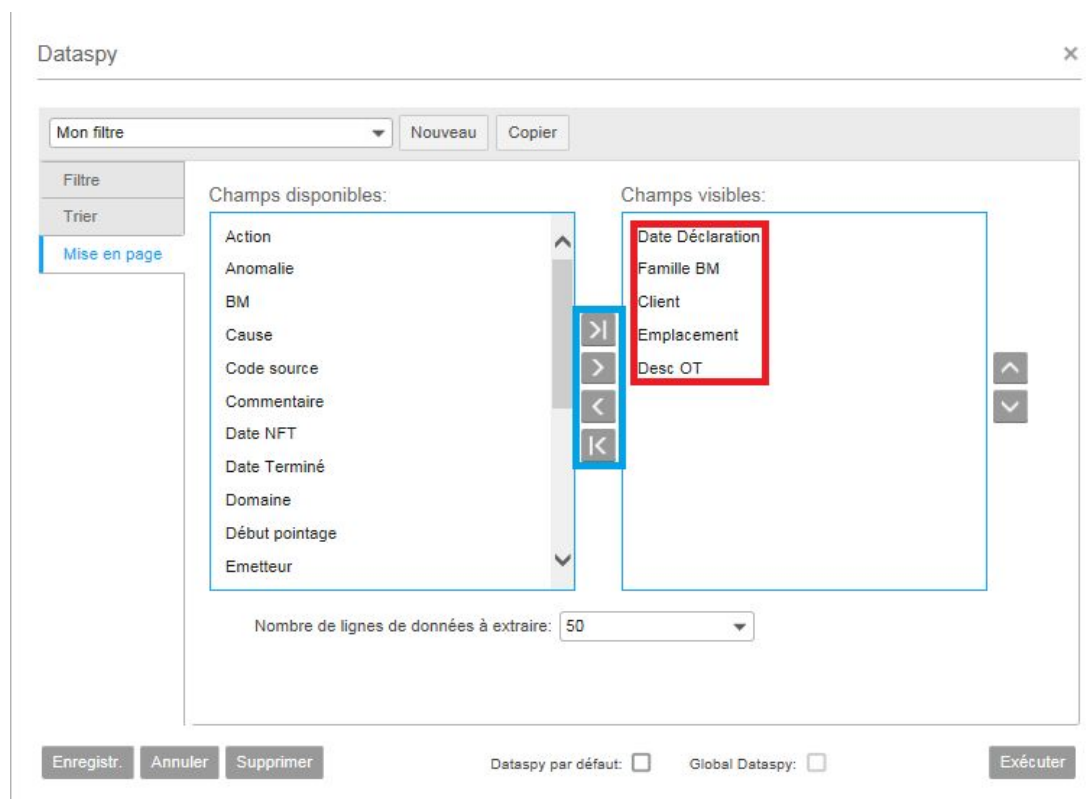 Dataspy
Mon filtre
Nouveau
Copier
Filtre
Trier
Mise en page
Champs disponibles:
Action
Anomalie
BM
Cause
Code source
Commentaire
Date NFT
Date Terminé
Domaine
Début pointage
Emetteur
Champs visibles:
Date Déclaration
Famille BM
Client
Emplacement
Desc OT
Nombre de lignes de données à extraire: 50
Enregistr. Annuler Supprimer Dataspy par défaut: Global Dataspy: Exécuter